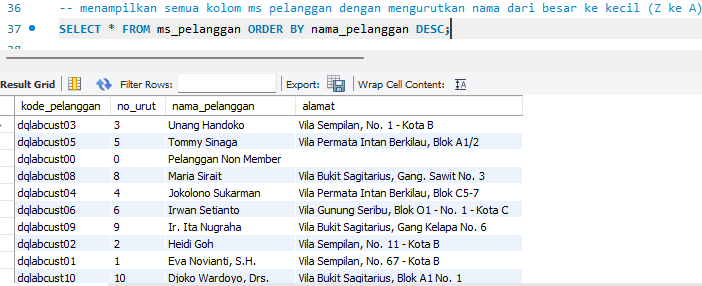 36 -- menampilkan semua kolom ms pelanggan dengan mengurutkan nama dari besar ke kecil (Z ke A)
37 SELECT * FROM ms_pelanggan ORDER BY nama_pelanggan DESC;
38
Result Grid Filter Rows: Export: Wrap Cell Content:
kode_pelanggan no_urut nama_pelanggan alamat
dqlabcust03 3 Unang Handoko Vila Sempilan, No. 1 - Kota B
dqlabcust05 5 Tommy Sinaga Vila Permata Intan Berkilau, Blok A1/2
dqlabcust00 0 Pelanggan Non Member
dqlabcust08 8 Maria Sirait Vila Bukit Sagitarius, Gang. Sawit No. 3
dqlabcust04 4 Jokolono Sukarman Vila Permata Intan Berkilau, Blok C5-7
dqlabcust06 6 Irwan Setianto Vila Gunung Seribu, Blok O1 - No. 1 - Kota C
dqlabcust09 9 Ir. Ita Nugraha Vila Bukit Sagitarius, Gang Kelapa No. 6
dqlabcust02 2 Heidi Goh Vila Sempilan, No. 11 - Kota B
dqlabcust01 1 Eva Novianti, S.H. Vila Sempilan, No. 67 - Kota B
dqlabcust10 10 Djoko Wardoyo, Drs. Vila Bukit Sagitarius, Blok A1 No. 1